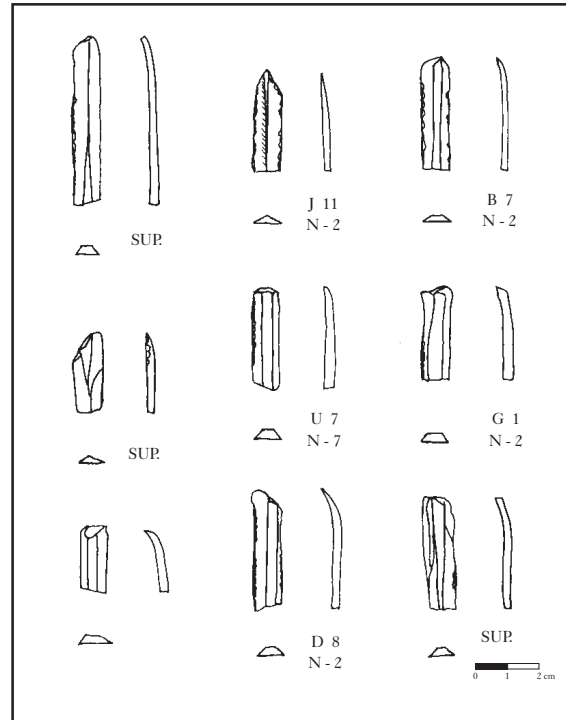 SUP.
J 11
N - 2
B 7
N - 2
SUP.
U 7
N - 7
G 1
N - 2
D 8
N - 2
SUP.
0 1 2 cm